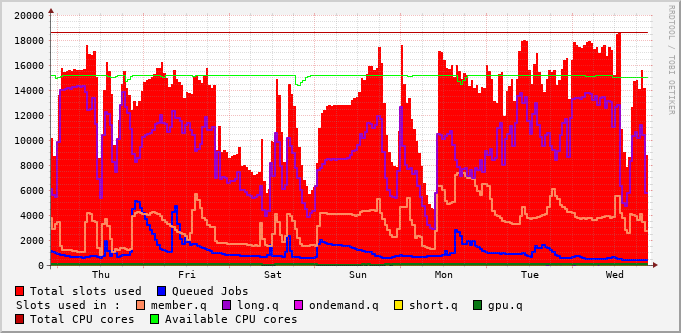 20000
18000
16000
14000
12000
10000
8000
6000
4000
2000
0
Thu Fri Sat Sun Mon Tue Wed
RRDTOOL / TOBI OETIKER
Total slots used Queued Jobs
Slots used in : member.q long.q ondemand.q short.q gpu.q
Total CPU cores Available CPU cores